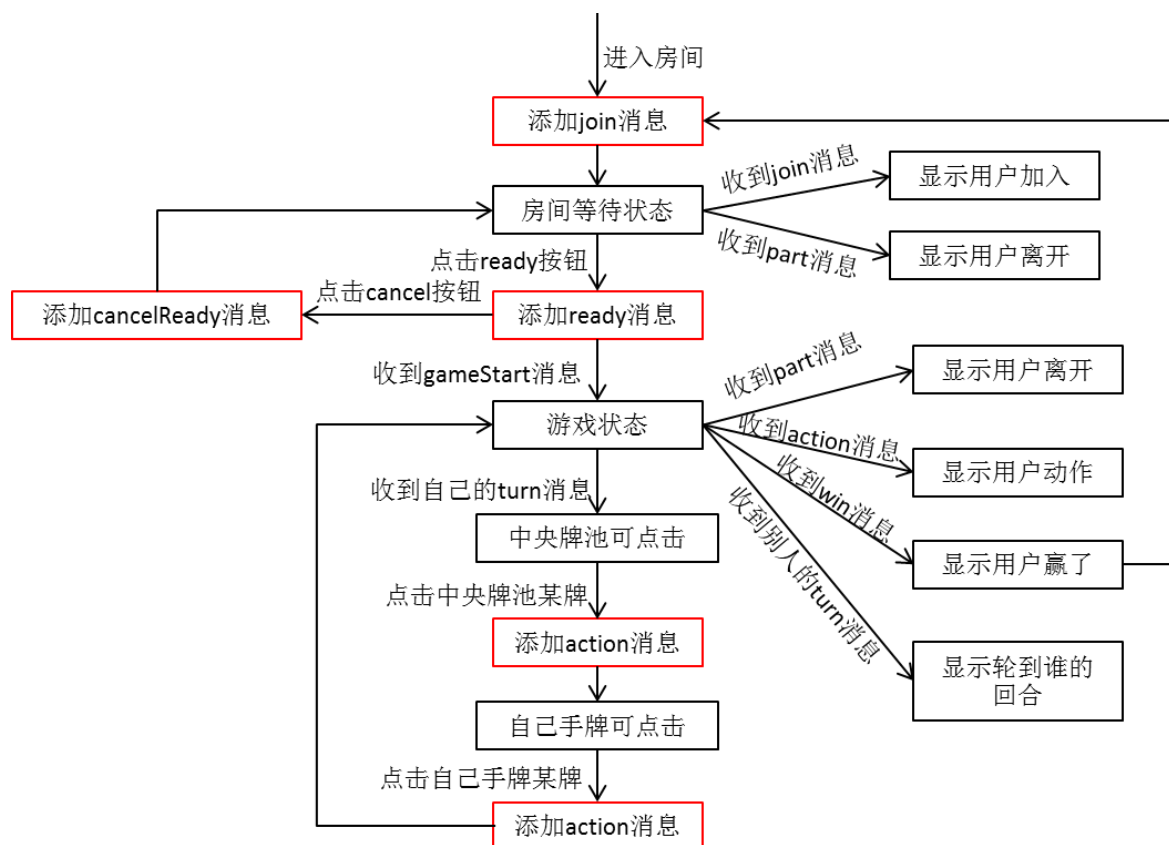 进入房间
添加join消息
收到join消息
显示用户加入
房间等待状态
收到part消息
显示用户离开
点击ready按钮
点击cancel按钮
添加cancelReady消息
添加ready消息
收到gameStart消息
收到part消息
显示用户离开
游戏状态
收到action消息
显示用户动作
收到自己的turn消息
收到win消息
中央牌池可点击
显示用户赢了
收到别人的turn消息
点击中央牌池某牌
添加action消息
显示轮到谁的
回合
自己手牌可点击
点击自己手牌某牌
添加action消息